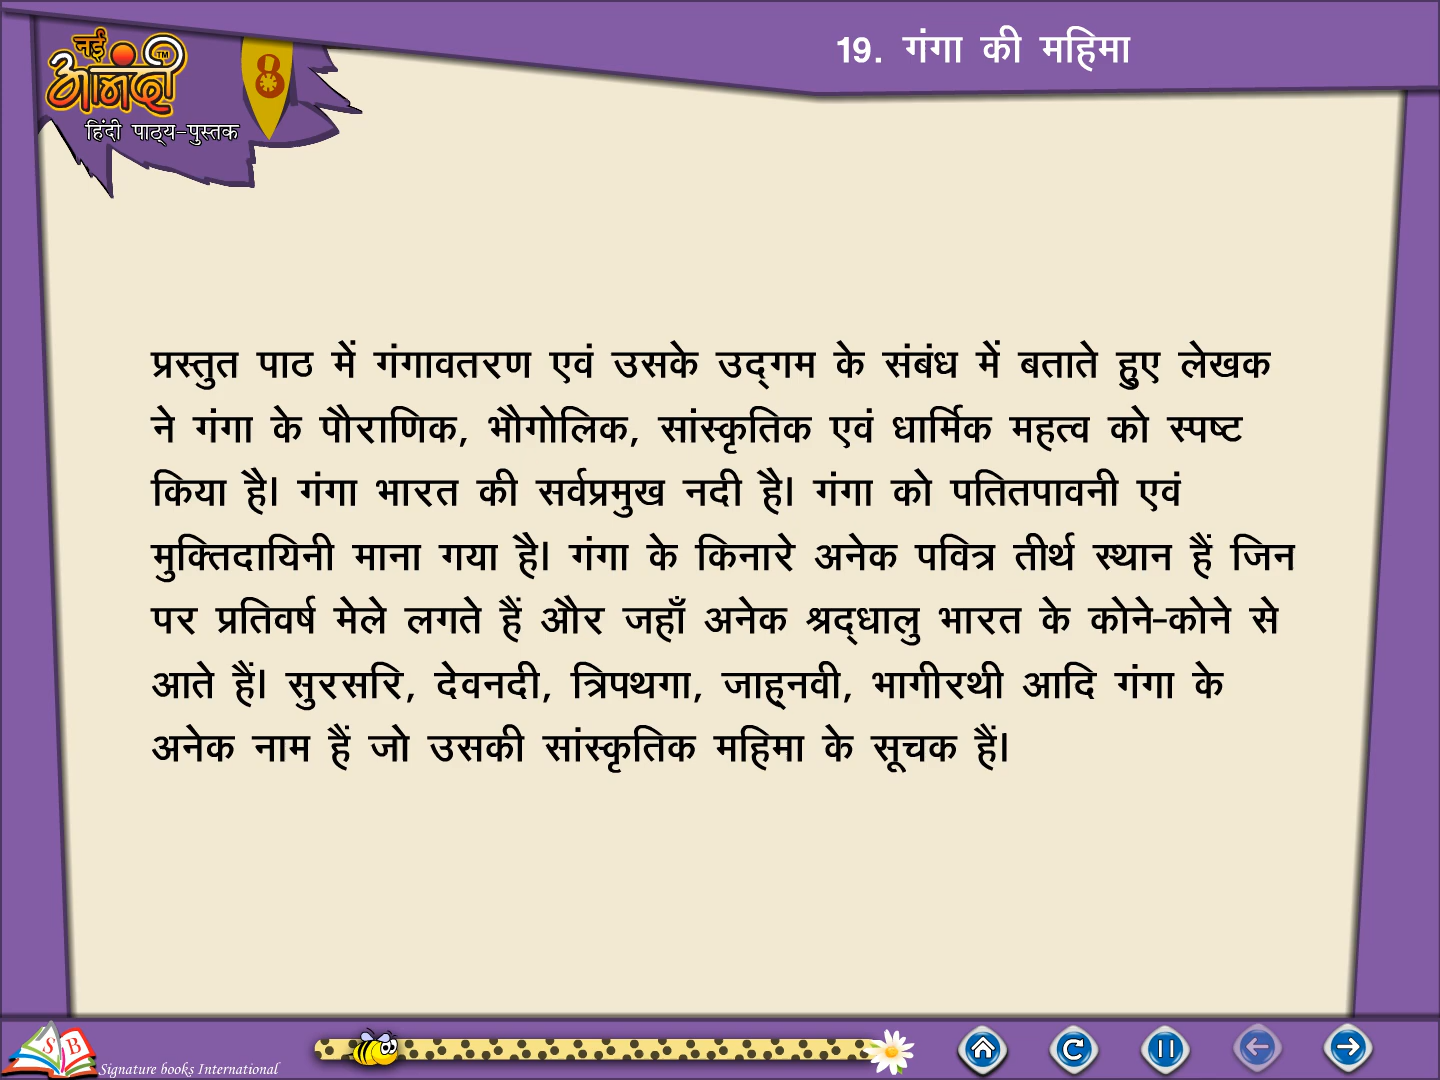 19. गंगा की महिमा
नई
आनंदी
TM
8
हिंदी पाठ्य-पुस्तक
प्रस्तुत पाठ में गंगावतरण एवं उसके उद्‌गम के संबंध में बताते हुए लेखक
ने गंगा के पौराणिक, भौगोलिक, सांस्कृतिक एवं धार्मिक महत्व को स्पष्ट
किया है। गंगा भारत की सर्वप्रमुख नदी है। गंगा को पतितपावनी एवं
मुक्तिदायिनी माना गया है। गंगा के किनारे अनेक पवित्र तीर्थ स्थान हैं जिन
पर प्रतिवर्ष मेले लगते हैं और जहाँ अनेक श्रद्‌धालु भारत के कोने-कोने से
आते हैं। सुरसरि, देवनदी, त्रिपथगा, जाह्‌नवी, भागीरथी आदि गंगा के
अनेक नाम हैं जो उसकी सांस्कृतिक महिमा के सूचक हैं।
S B
Signature books International